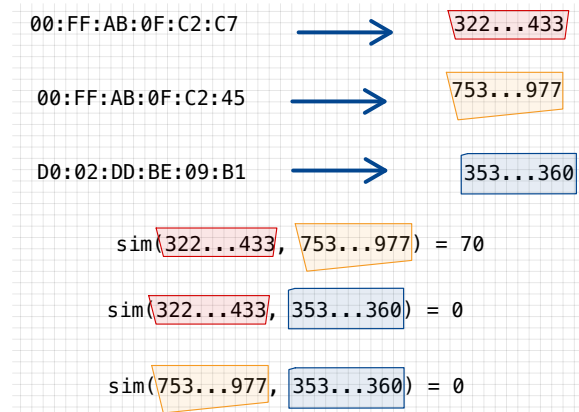 00:FF:AB:0F:C2:C7 322...433
00:FF:AB:0F:C2:45 753...977
D0:02:DD:BE:09:B1 353...360
sim(322...433, 753...977) = 70
sim(322...433, 353...360) = 0
sim(753...977, 353...360) = 0